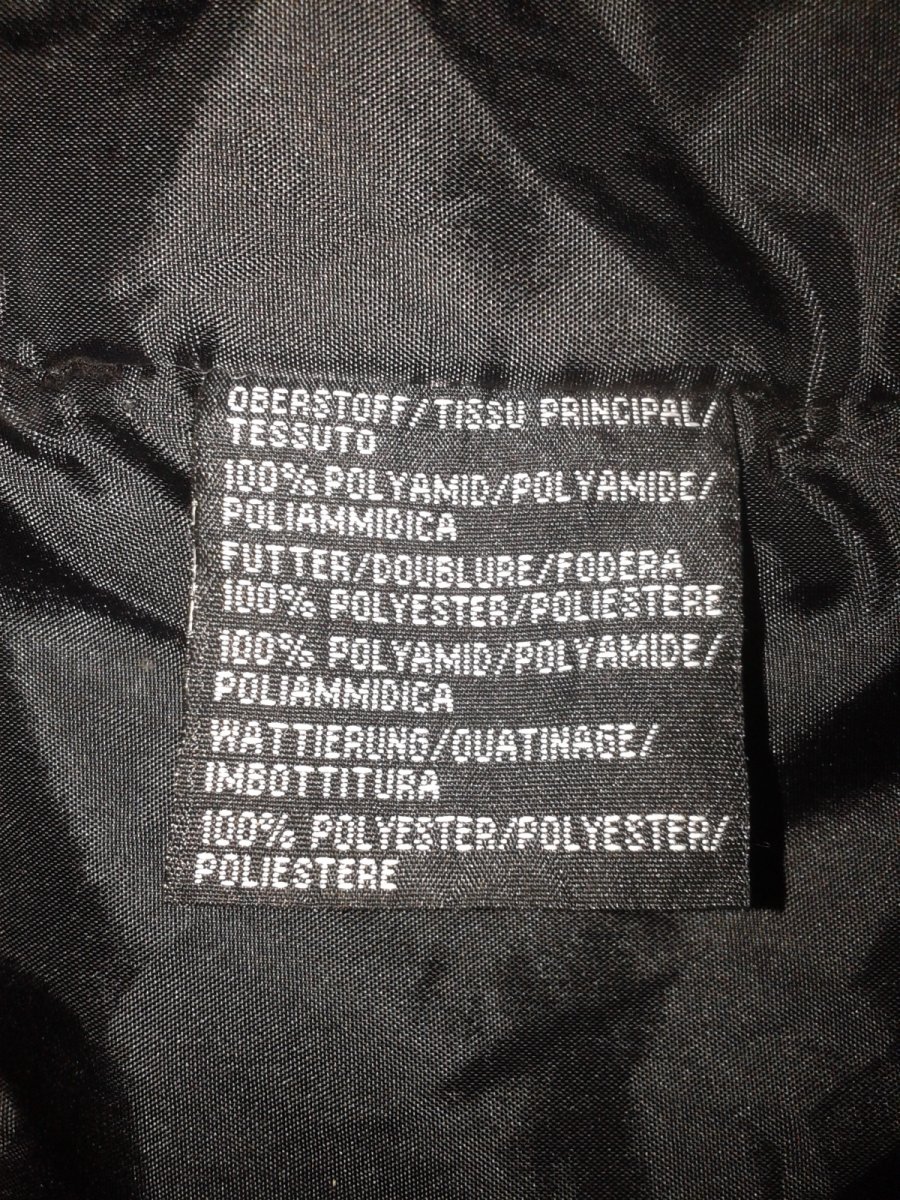 OBERSTOFF/TISSU PRINCIPAL/
TESSUTO
100% POLYAMID/POLYAMIDE/
POLIAMMIDICA
FUTTER/DOUBLURE/FODERA
100% POLYESTER/POLIESTERE
100% POLYAMID/POLYAMIDE/
POLIAMMIDICA
WATTIERUNG/OUATINAGE/
IMBOTTITURA
100% POLYESTER/POLYESTER/
POLIESTERE